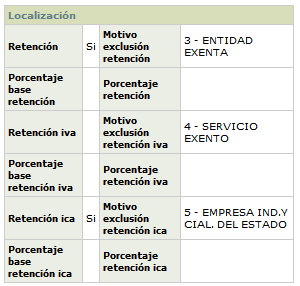 Localización
Retención Si Motivo exclusión retención 3 - ENTIDAD EXENTA
Porcentaje base retención Porcentaje retención
Retención iva Motivo exclusión retención iva 4 - SERVICIO EXENTO
Porcentaje base retención iva Porcentaje retención iva
Retención ica Si Motivo exclusión retención ica 5 - EMPRESA IND.Y CIAL. DEL ESTADO
Porcentaje base retención ica Porcentaje retención ica